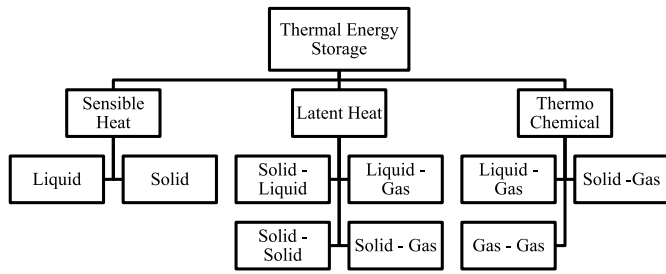 Thermal Energy
Storage
Sensible
Heat
Latent Heat
Thermo
Chemical
Liquid
Solid
Solid -
Liquid
Liquid -
Gas
Liquid -
Gas
Solid -Gas
Solid -
Solid
Solid - Gas
Gas - Gas